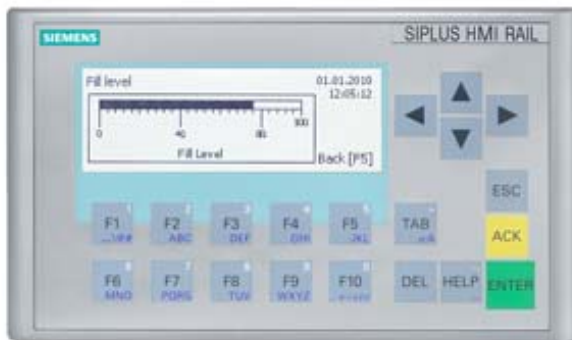 SIEMENS
SIPLUS HMI RAIL
Fill level
01.01.2010
12:05:12
0 40 80 100
Fill Level
Back [F5]
ESC
F1 F2 F3 F4 F5 TAB
ABC DEF GHI JKL
ACK
F6 F7 F8 F9 F10 DEL HELP ENTER
MNO PQRS TUV WXYZ